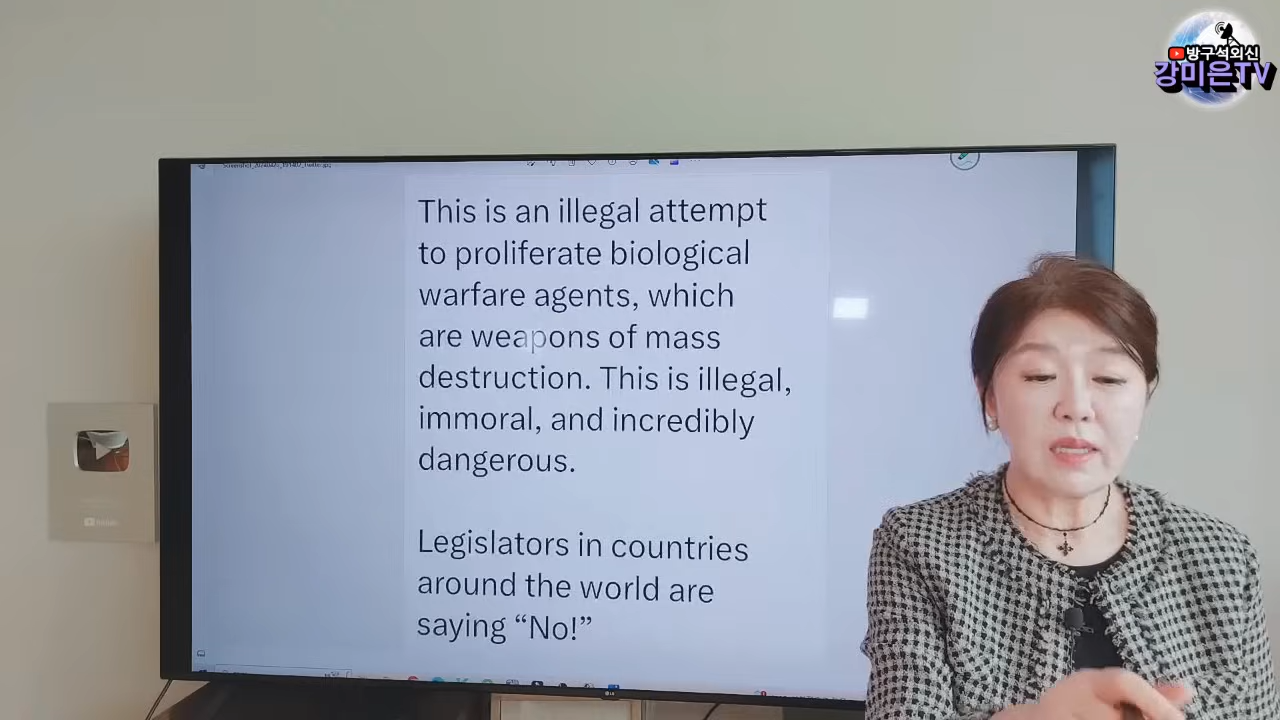 방구석외신
강미은TV
This is an illegal attempt
to proliferate biological
warfare agents, which
are weapons of mass
destruction. This is illegal,
immoral, and incredibly
dangerous.
Legislators in countries
around the world are
saying “No!”
LG